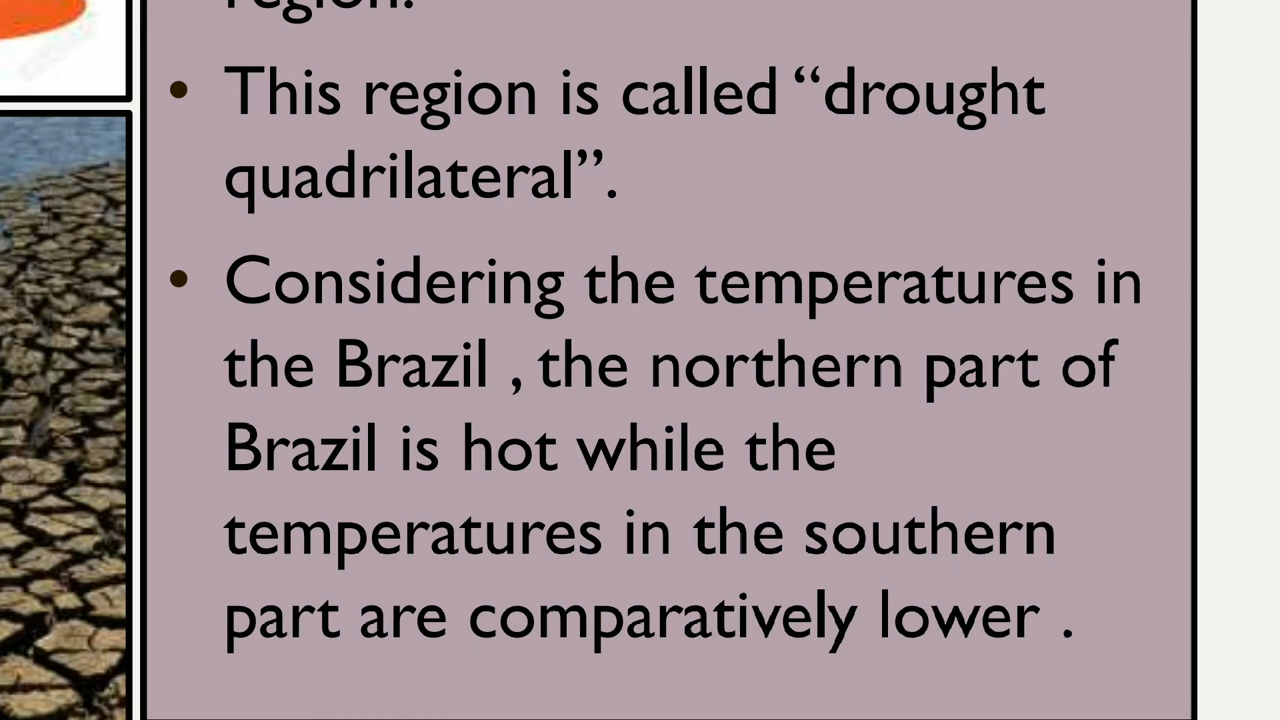 region.
• This region is called “drought
quadrilateral”.
• Considering the temperatures in
the Brazil , the northern part of
Brazil is hot while the
temperatures in the southern
part are comparatively lower .